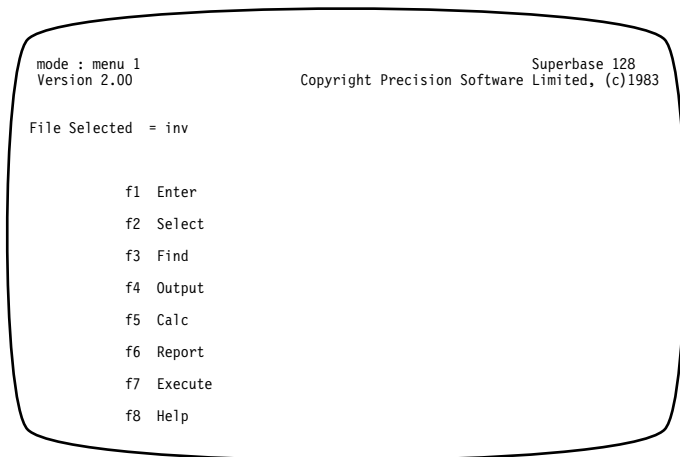 mode : menu 1 Superbase 128
Version 2.00 Copyright Precision Software Limited, (c)1983
File Selected = inv
f1 Enter
f2 Select
f3 Find
f4 Output
f5 Calc
f6 Report
f7 Execute
f8 Help